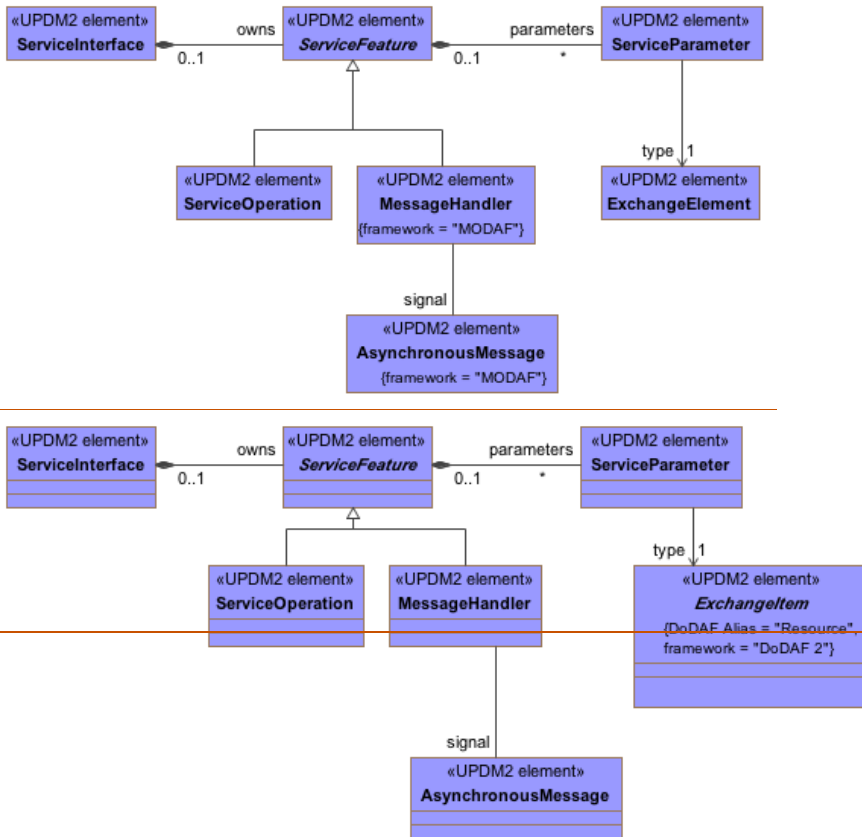 «UPDM2 element»
ServiceInterface
owns
0..1
«UPDM2 element»
ServiceFeature
parameters
0..1
*
«UPDM2 element»
ServiceParameter
type 1
«UPDM2 element»
ServiceOperation
«UPDM2 element»
MessageHandler
{framework = "MODAF"}
«UPDM2 element»
ExchangeElement
signal
«UPDM2 element»
AsynchronousMessage
{framework = "MODAF"}
«UPDM2 element»
ServiceInterface
owns
0..1
«UPDM2 element»
ServiceFeature
parameters
0..1
*
«UPDM2 element»
ServiceParameter
type 1
«UPDM2 element»
ServiceOperation
«UPDM2 element»
MessageHandler
«UPDM2 element»
ExchangeItem
{DoDAF Alias = "Resource",
framework = "DoDAF 2"}
signal
«UPDM2 element»
AsynchronousMessage